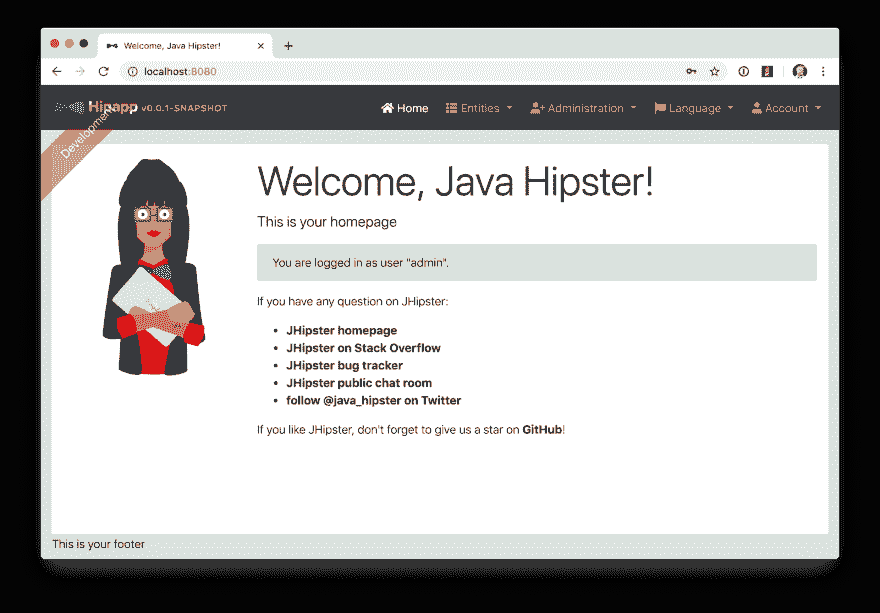 Welcome, Java Hipster!
localhost:8080
Hipapp v0.0.1-SNAPSHOT
Home Entities Administration Language Account
Development
Welcome, Java Hipster!
This is your homepage
You are logged in as user "admin".
If you have any question on JHipster:
JHipster homepage
JHipster on Stack Overflow
JHipster bug tracker
JHipster public chat room
follow @java_hipster on Twitter
If you like JHipster, don't forget to give us a star on GitHub!
This is your footer